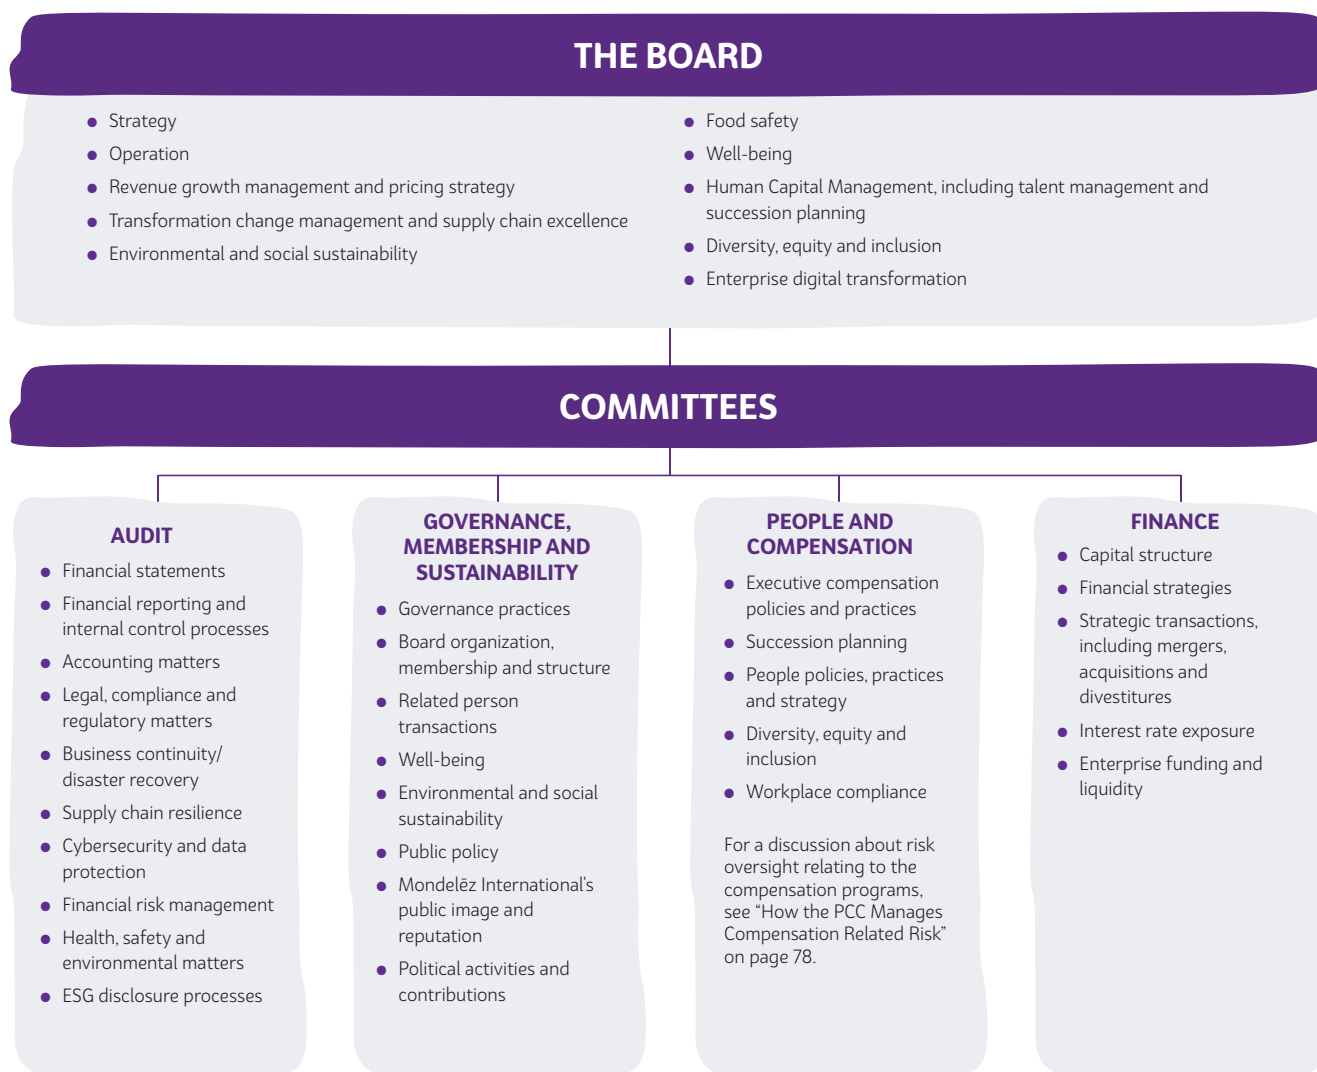 THE BOARD
Strategy
Operation
Revenue growth management and pricing strategy
Transformation change management and supply chain excellence
Environmental and social sustainability
Food safety
Well-being
Human Capital Management, including talent management and
succession planning
Diversity, equity and inclusion
Enterprise digital transformation
COMMITTEES
AUDIT
Financial statements
Financial reporting and
internal control processes
Accounting matters
Legal, compliance and
regulatory matters
Business continuity/
disaster recovery
Supply chain resilience
Cybersecurity and data
protection
Financial risk management
Health, safety and
environmental matters
ESG disclosure processes
GOVERNANCE,
MEMBERSHIP AND
SUSTAINABILITY
Governance practices
Board organization,
membership and structure
Related person
transactions
Well-being
Environmental and social
sustainability
Public policy
Mondelēz International's
public image and
reputation
Political activities and
contributions
PEOPLE AND
COMPENSATION
Executive compensation
policies and practices
Succession planning
People policies, practices
and strategy
Diversity, equity and
inclusion
Workplace compliance
For a discussion about risk
oversight relating to the
compensation programs,
see “How the PCC Manages
Compensation Related Risk”
on page 78.
FINANCE
Capital structure
Financial strategies
Strategic transactions,
including mergers,
acquisitions and
divestitures
Interest rate exposure
Enterprise funding and
liquidity